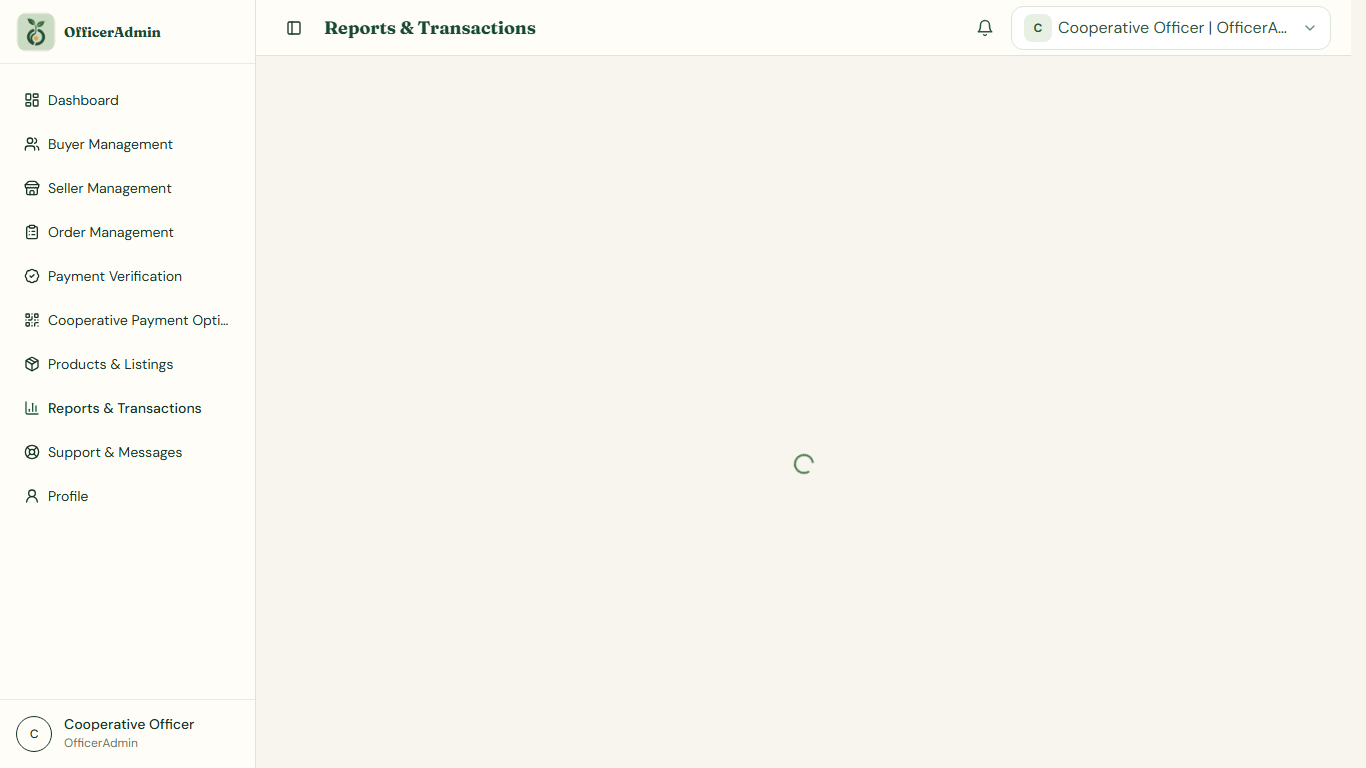 OfficerAdmin
Dashboard
Buyer Management
Seller Management
Order Management
Payment Verification
Cooperative Payment Opti...
Products & Listings
Reports & Transactions
Support & Messages
Profile
C
Cooperative Officer
OfficerAdmin
Reports & Transactions
C
Cooperative Officer | OfficerA...